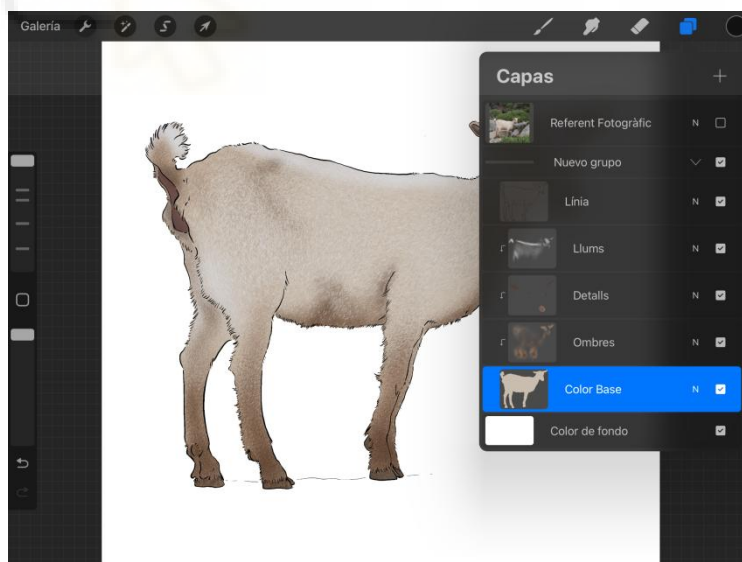 Galería
Capas
Referent Fotogràfic N
Nuevo grupo
Línia N
Llums N
Detalls N
Ombres N
Color Base N
Color de fondo